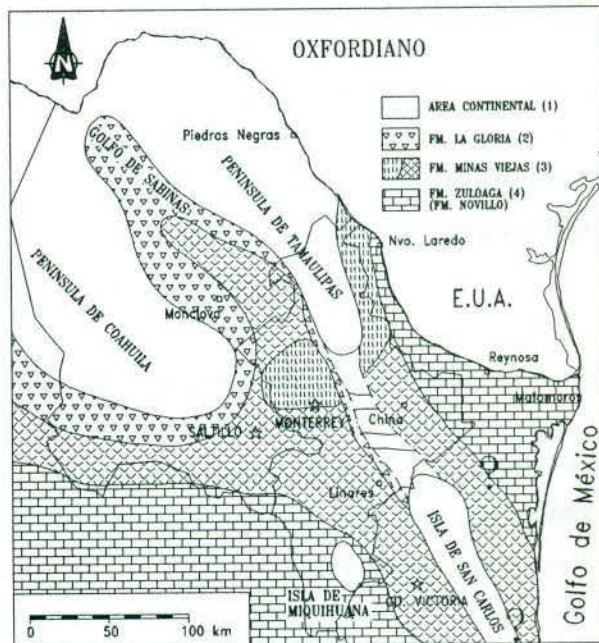 OXFORDIANO
N
AREA CONTINENTAL (1)
FM. LA GLORIA (2)
FM. MINAS VIEJAS (3)
FM. ZULOAGA (4)
(FM. NOVILLO)
Piedras Negras
GOLFO DE SABINAS
PENINSULA DE TAMAULIPAS
Nvo. Laredo
E.U.A.
PENINSULA DE COAHUILA
Monclova
Reynosa
Matamoros
SALTILLO
MONTERREY
China
Linares
Golfo de México
ISLA DE SAN CARLOS
ISLA DE
MIQUIHUANA
CD. VICTORIA
0 50 100 km